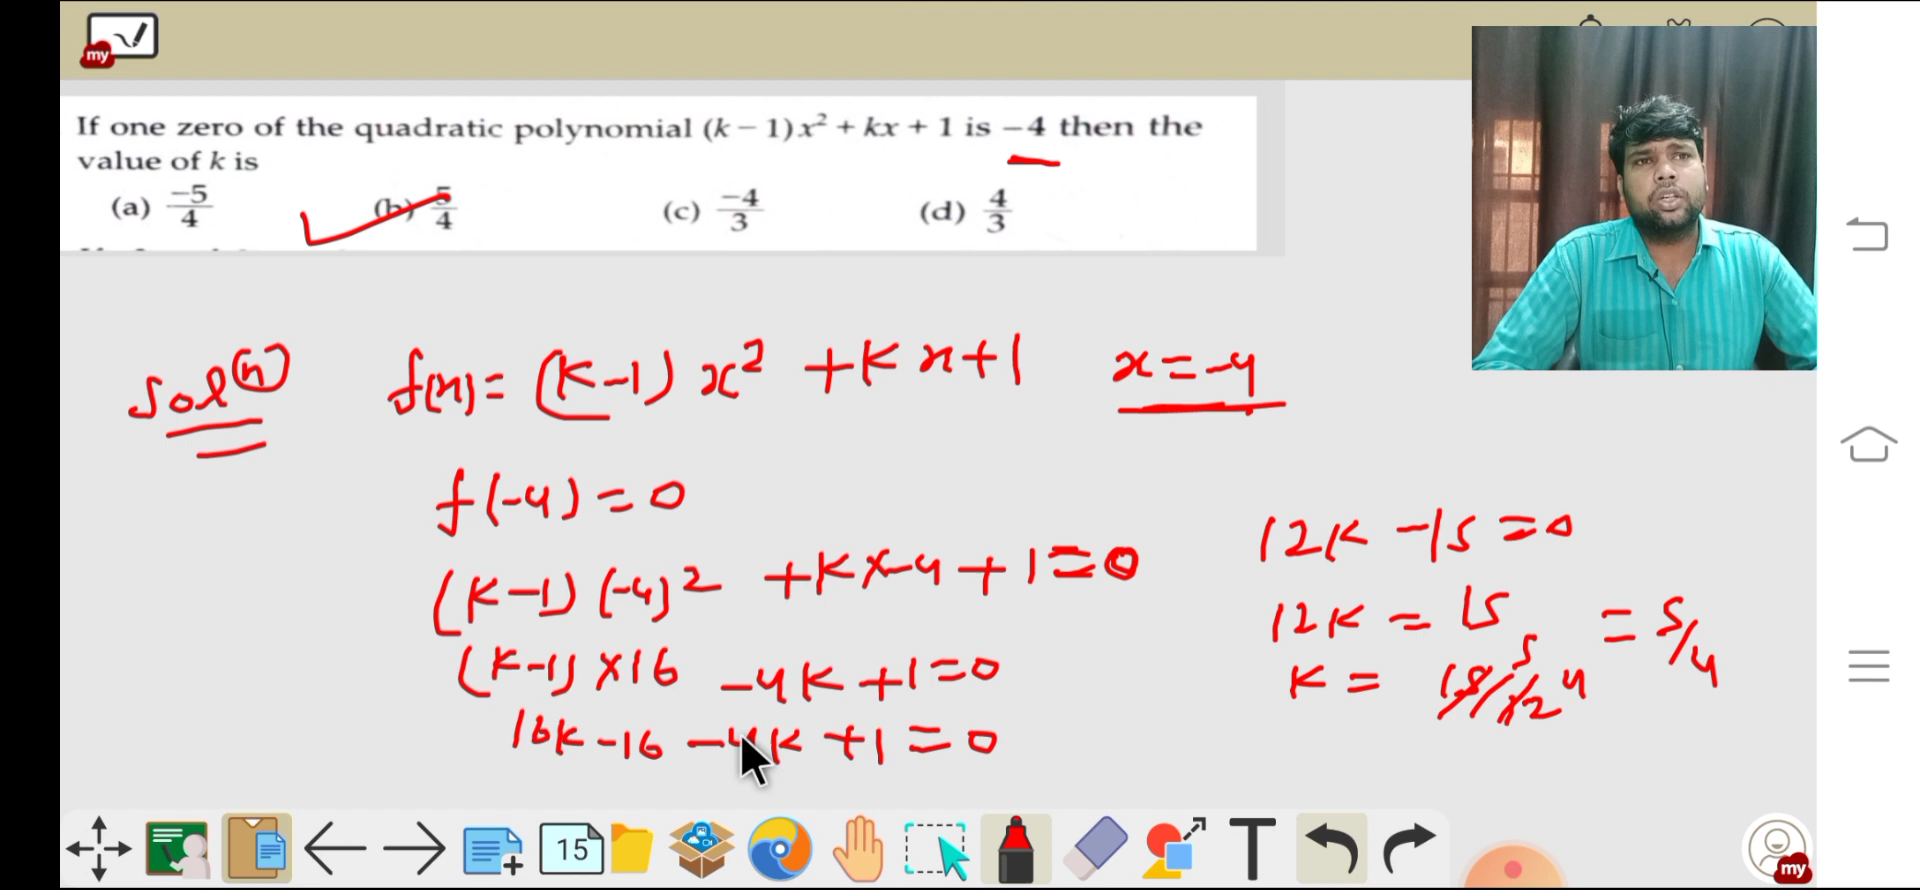 my
If one zero of the quadratic polynomial (k – 1)x² + kx + 1 is –4 then the
value of k is
(a) –5/4 (b) 5/4 (c) –4/3 (d) 4/3
Sol(n) f(x) = (k-1) x² + k x + 1 x = -4
f(-4) = 0
(k-1) (-4)² + k x -4 + 1 = 0
(k-1) x 16 -4k + 1 = 0
16k - 16 - 4k + 1 = 0
12k - 15 = 0
12k = 15
k = 15/12 5 4 = 5/4
15
T
my